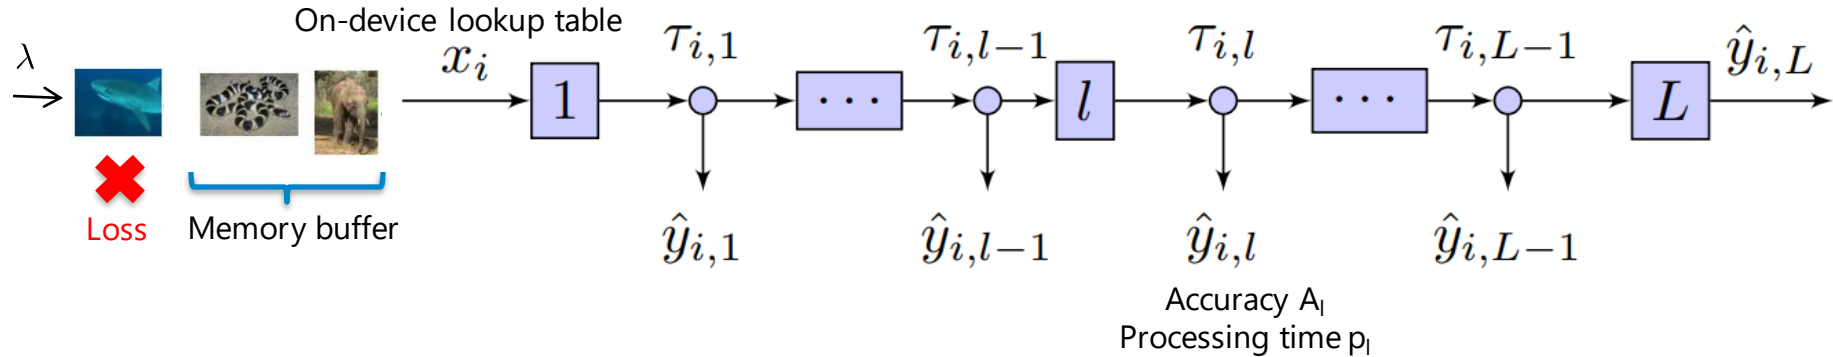 On-device lookup table
λ
x_i
1
τ_{i,1}
...
τ_{i,l−1}
l
τ_{i,l}
...
τ_{i,L−1}
L
ŷ_{i,L}
Loss
Memory buffer
ŷ_{i,1}
ŷ_{i,l−1}
ŷ_{i,l}
ŷ_{i,L−1}
Accuracy A_l
Processing time p_l